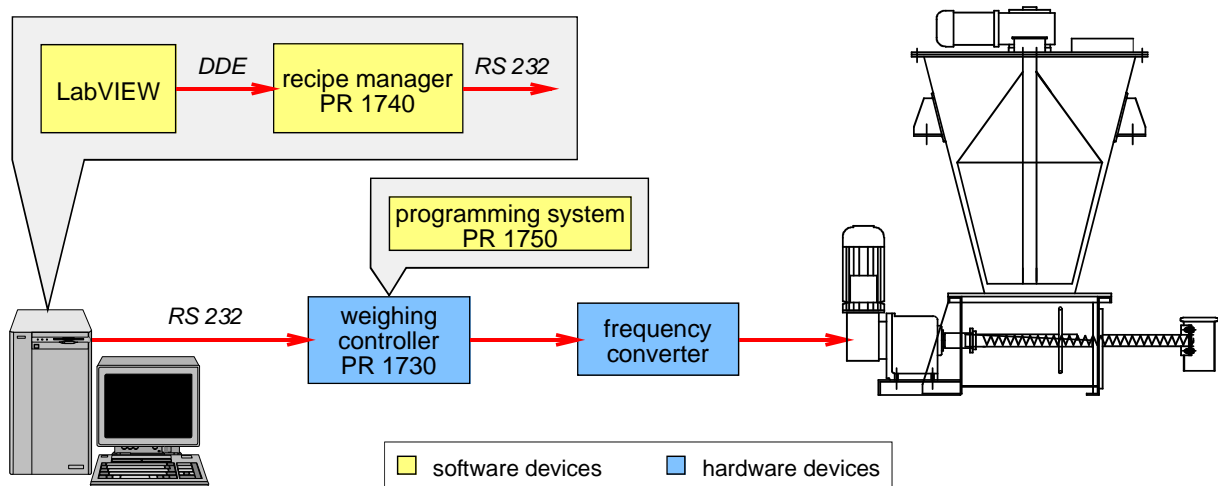 DDE
RS 232
LabVIEW
recipe manager
PR 1740
programming system
PR 1750
RS 232
weighing
controller
PR 1730
frequency
converter
software devices
hardware devices